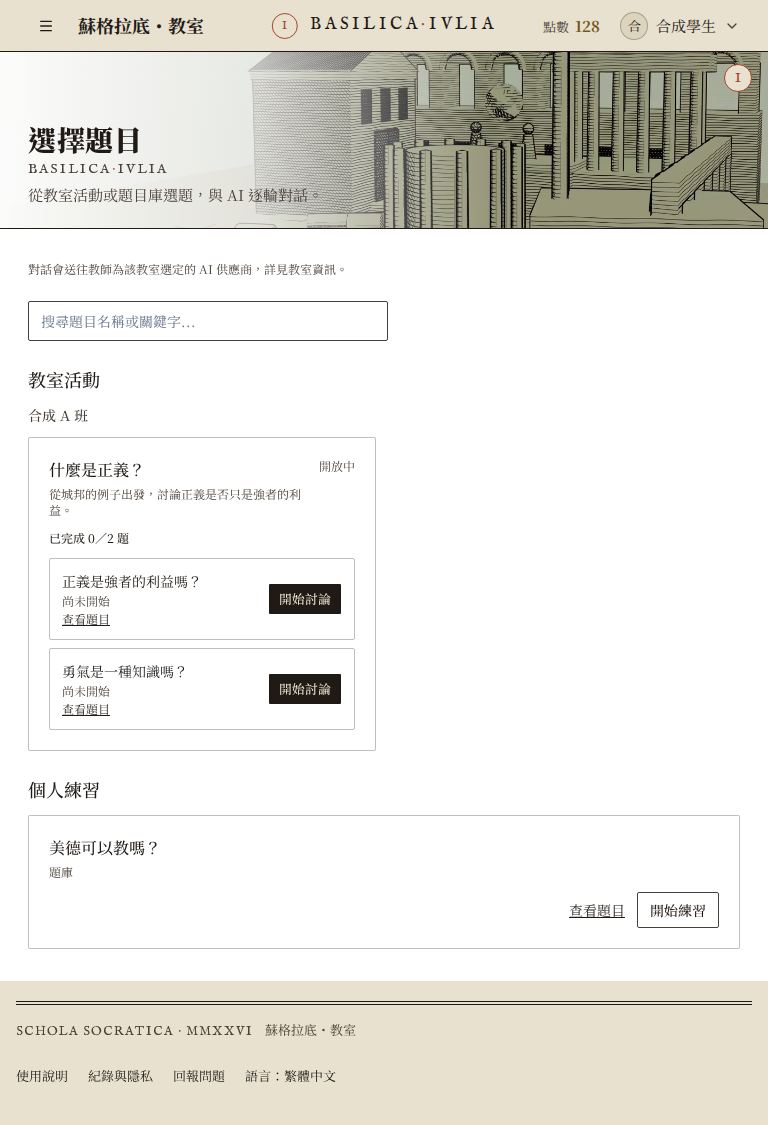 蘇格拉底・教室
I BASILICA·IVLIA
點數 128
合 合成學生
I
選擇題目
BASILICA·IVLIA
從教室活動或題目庫選題，與 AI 逐輪對話。
對話會送往教師為該教室選定的 AI 供應商，詳見教室資訊。
搜尋題目名稱或關鍵字…
教室活動
合成 A 班
什麼是正義？
開放中
從城邦的例子出發，討論正義是否只是強者的利
益。
已完成 0／2 題
正義是強者的利益嗎？
尚未開始
查看題目
開始討論
勇氣是一種知識嗎？
尚未開始
查看題目
開始討論
個人練習
美德可以教嗎？
題庫
查看題目
開始練習
SCHOLA SOCRATICA · MMXXVI 蘇格拉底・教室
使用說明 紀錄與隱私 回報問題 語言：繁體中文